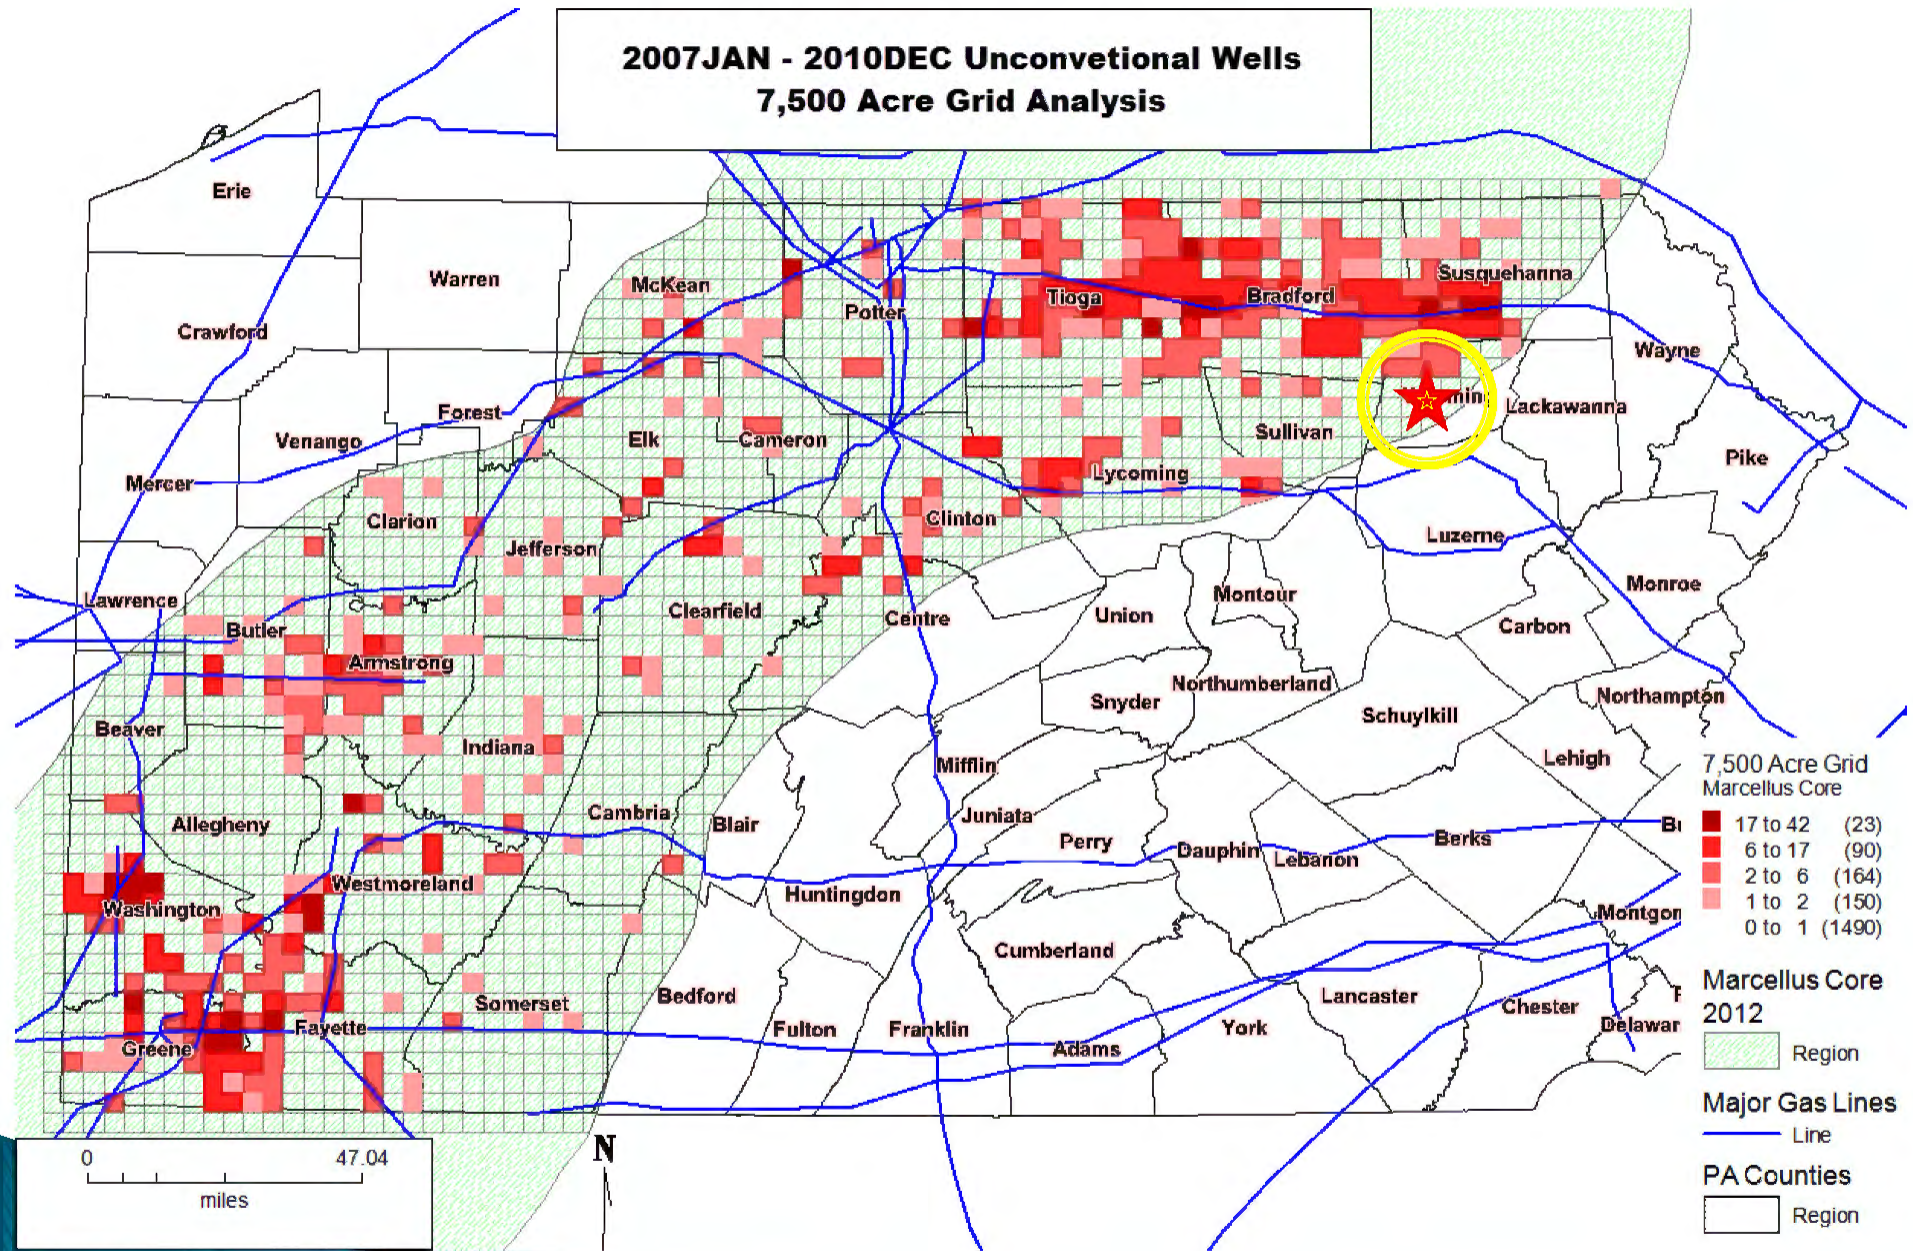 2007JAN - 2010DEC Unconvetional Wells
7,500 Acre Grid Analysis
Erie
Warren
McKean
Potter
Tioga
Bradford
Susquehanna
Crawford
Wayne
Forest
Venango
Elk
Cameron
Sullivan
Lackawanna
Mercer
Lycoming
Pike
Clarion
Jefferson
Clinton
Luzerne
Lawrence
Butler
Clearfield
Centre
Union
Montour
Carbon
Monroe
Armstrong
Snyder
Northumberland
Schuylkill
Northampton
Beaver
Indiana
Mifflin
Lehigh
Allegheny
Cambria
Blair
Juniata
Perry
Dauphin
Lebanon
Berks
Washington
Westmoreland
Huntingdon
Cumberland
Montgon
Greene
Fayette
Somerset
Bedford
Fulton
Franklin
Adams
York
Lancaster
Chester
Delawar
7,500 Acre Grid
Marcellus Core
17 to 42 (23)
6 to 17 (90)
2 to 6 (164)
1 to 2 (150)
0 to 1 (1490)
Marcellus Core
2012
Region
Major Gas Lines
Line
PA Counties
Region
0 47.04
miles
N